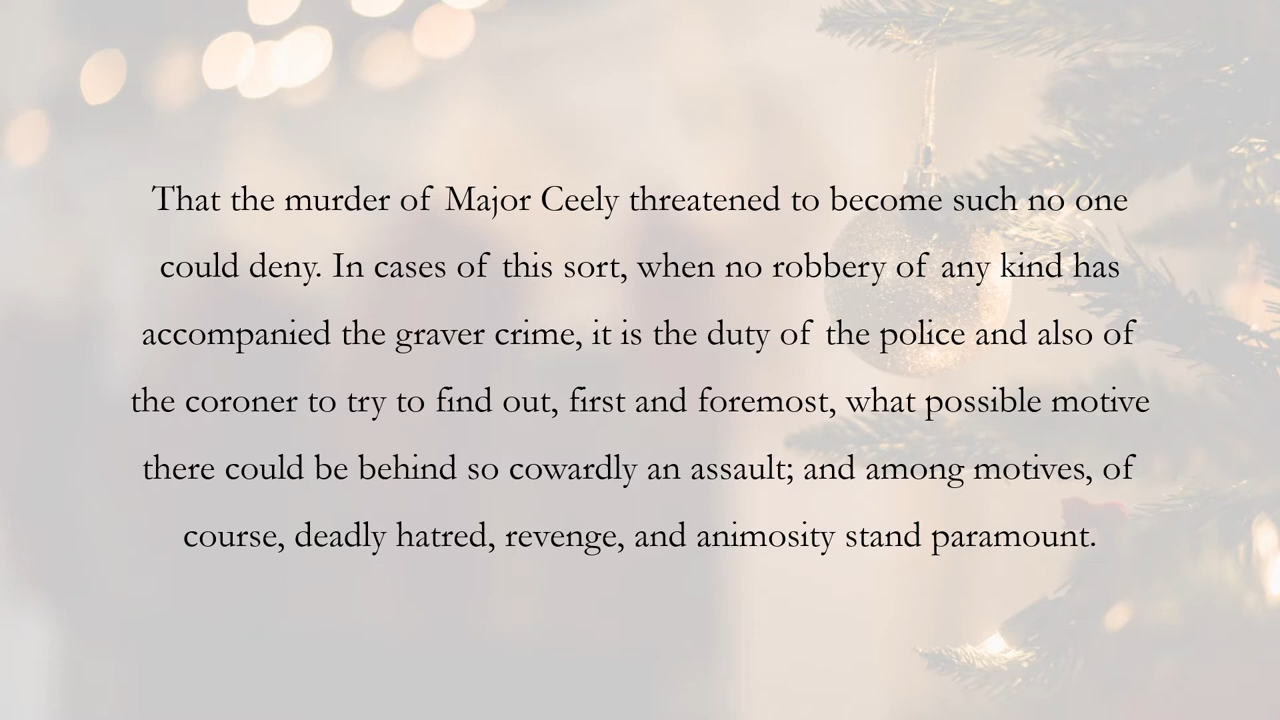 That the murder of Major Ceely threatened to become such no one
could deny. In cases of this sort, when no robbery of any kind has
accompanied the graver crime, it is the duty of the police and also of
the coroner to try to find out, first and foremost, what possible motive
there could be behind so cowardly an assault; and among motives, of
course, deadly hatred, revenge, and animosity stand paramount.